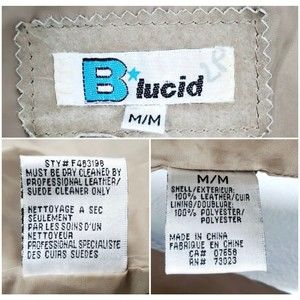 B*lucid
M/M
STY# F453198
MUST BE DRY CLEANED BY
PROFESSIONAL LEATHER/
SUEDE CLEANER ONLY
NETTOYAGE A SEC
SEULEMENT
PAR LES SOINS D'UN
NETTOYEUR
PROFESSIONNEL SPECIALISTE
DES CUIRS SUEDES
M/M
SHELL/EXTERIEUR:
100% LEATHER/CUIR
LINING/DOUBLURE:
100% POLYESTER/
POLYESTER
MADE IN CHINA
FABRIQUE EN CHINE
CA# 07658
RN# 73023